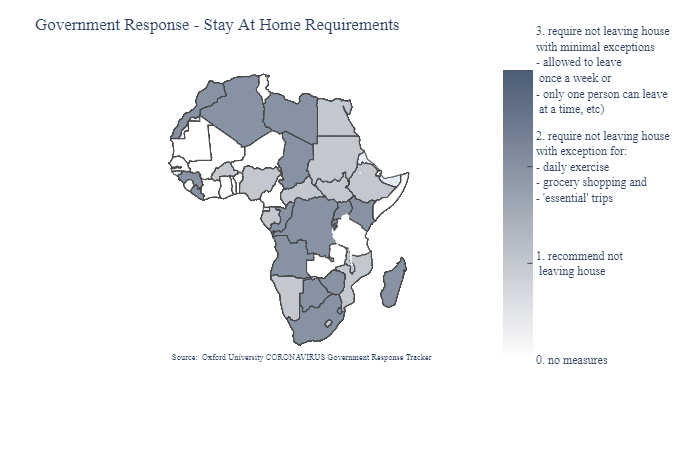 Government Response - Stay At Home Requirements
3. require not leaving house
with minimal exceptions
- allowed to leave
once a week or
- only one person can leave
at a time, etc)
2. require not leaving house
with exception for:
- daily exercise
- grocery shopping and
- 'essential' trips
1. recommend not
leaving house
0. no measures
Source: Oxford University CORONAVIRUS Government Response Tracker